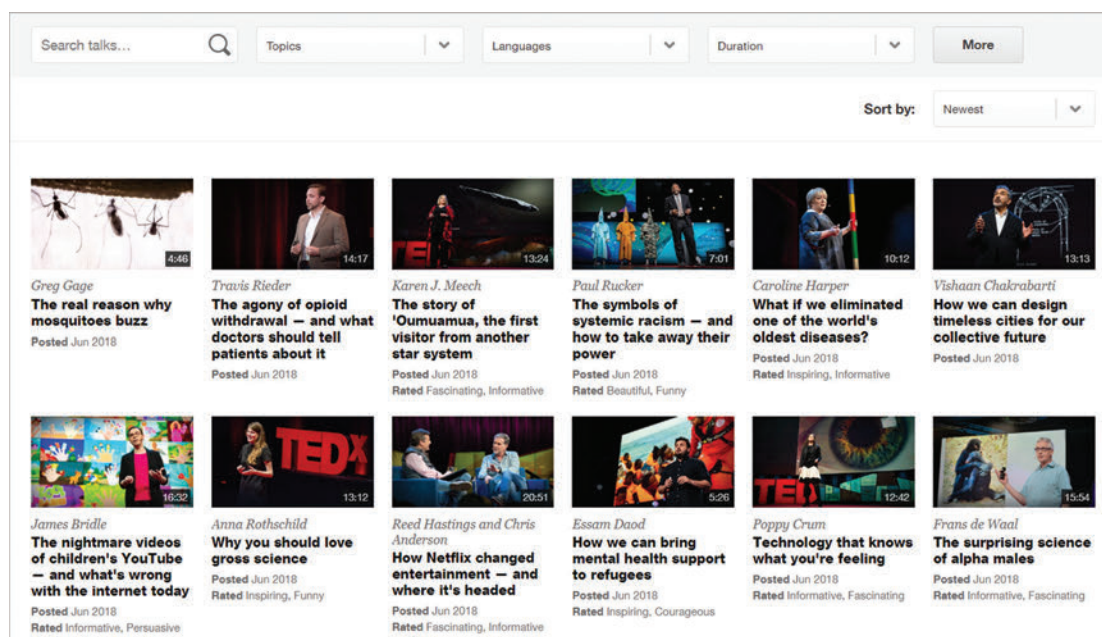 Search talks...
Topics
Languages
Duration
More
Sort by:
Newest
4:46
14:17
TED
13:24
7:01
10:12
13:13
Greg Gage
The real reason why
mosquitoes buzz
Posted Jun 2018
Travis Rieder
The agony of opioid
withdrawal — and what
doctors should tell
patients about it
Posted Jun 2018
Karen J. Meech
The story of
'Oumuamua, the first
visitor from another
star system
Posted Jun 2018
Rated Fascinating, Informative
Paul Rucker
The symbols of
systemic racism — and
how to take away their
power
Posted Jun 2018
Rated Beautiful, Funny
Caroline Harper
What if we eliminated
one of the world's
oldest diseases?
Posted Jun 2018
Rated Inspiring, Informative
Vishaan Chakrabarti
How we can design
timeless cities for our
collective future
Posted Jun 2018
16:32
TEDx
13:12
20:51
5:26
TED
12:42
15:54
James Bridle
The nightmare videos
of children's YouTube
— and what's wrong
with the internet today
Posted Jun 2018
Rated Informative, Persuasive
Anna Rothschild
Why you should love
gross science
Posted Jun 2018
Rated Inspiring, Funny
Reed Hastings and Chris
Anderson
How Netflix changed
entertainment — and
where it's headed
Posted Jun 2018
Rated Fascinating, Informative
Essam Daod
How we can bring
mental health support
to refugees
Posted Jun 2018
Rated Inspiring, Courageous
Poppy Crum
Technology that knows
what you're feeling
Posted Jun 2018
Rated Informative, Fascinating
Frans de Waal
The surprising science
of alpha males
Posted Jun 2018
Rated Informative, Fascinating